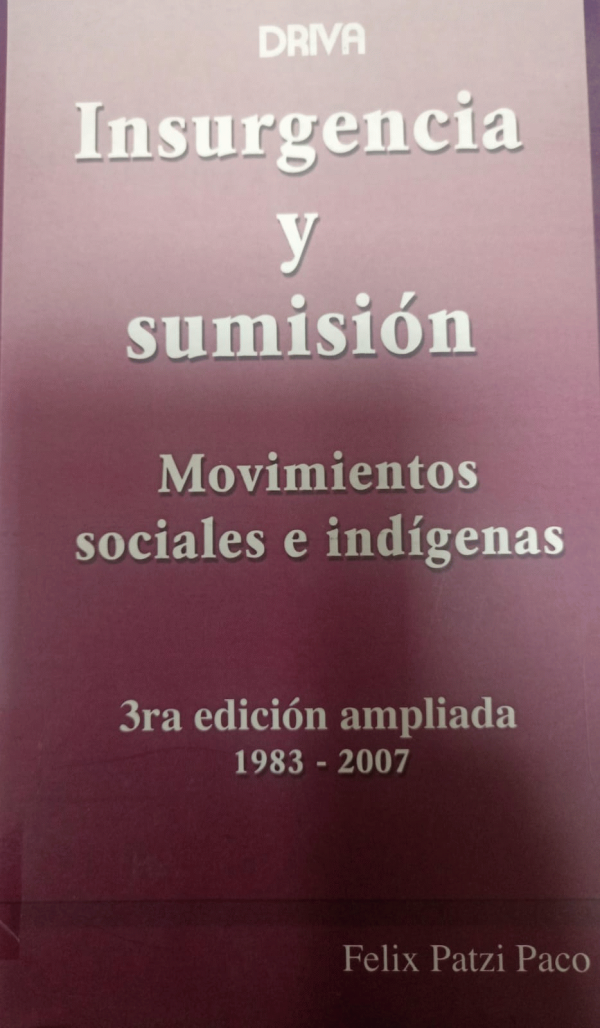 DRIVA
Insurgencia
y
sumisión
Movimientos
sociales e indígenas
3ra edición ampliada
1983 - 2007
Felix Patzi Paco